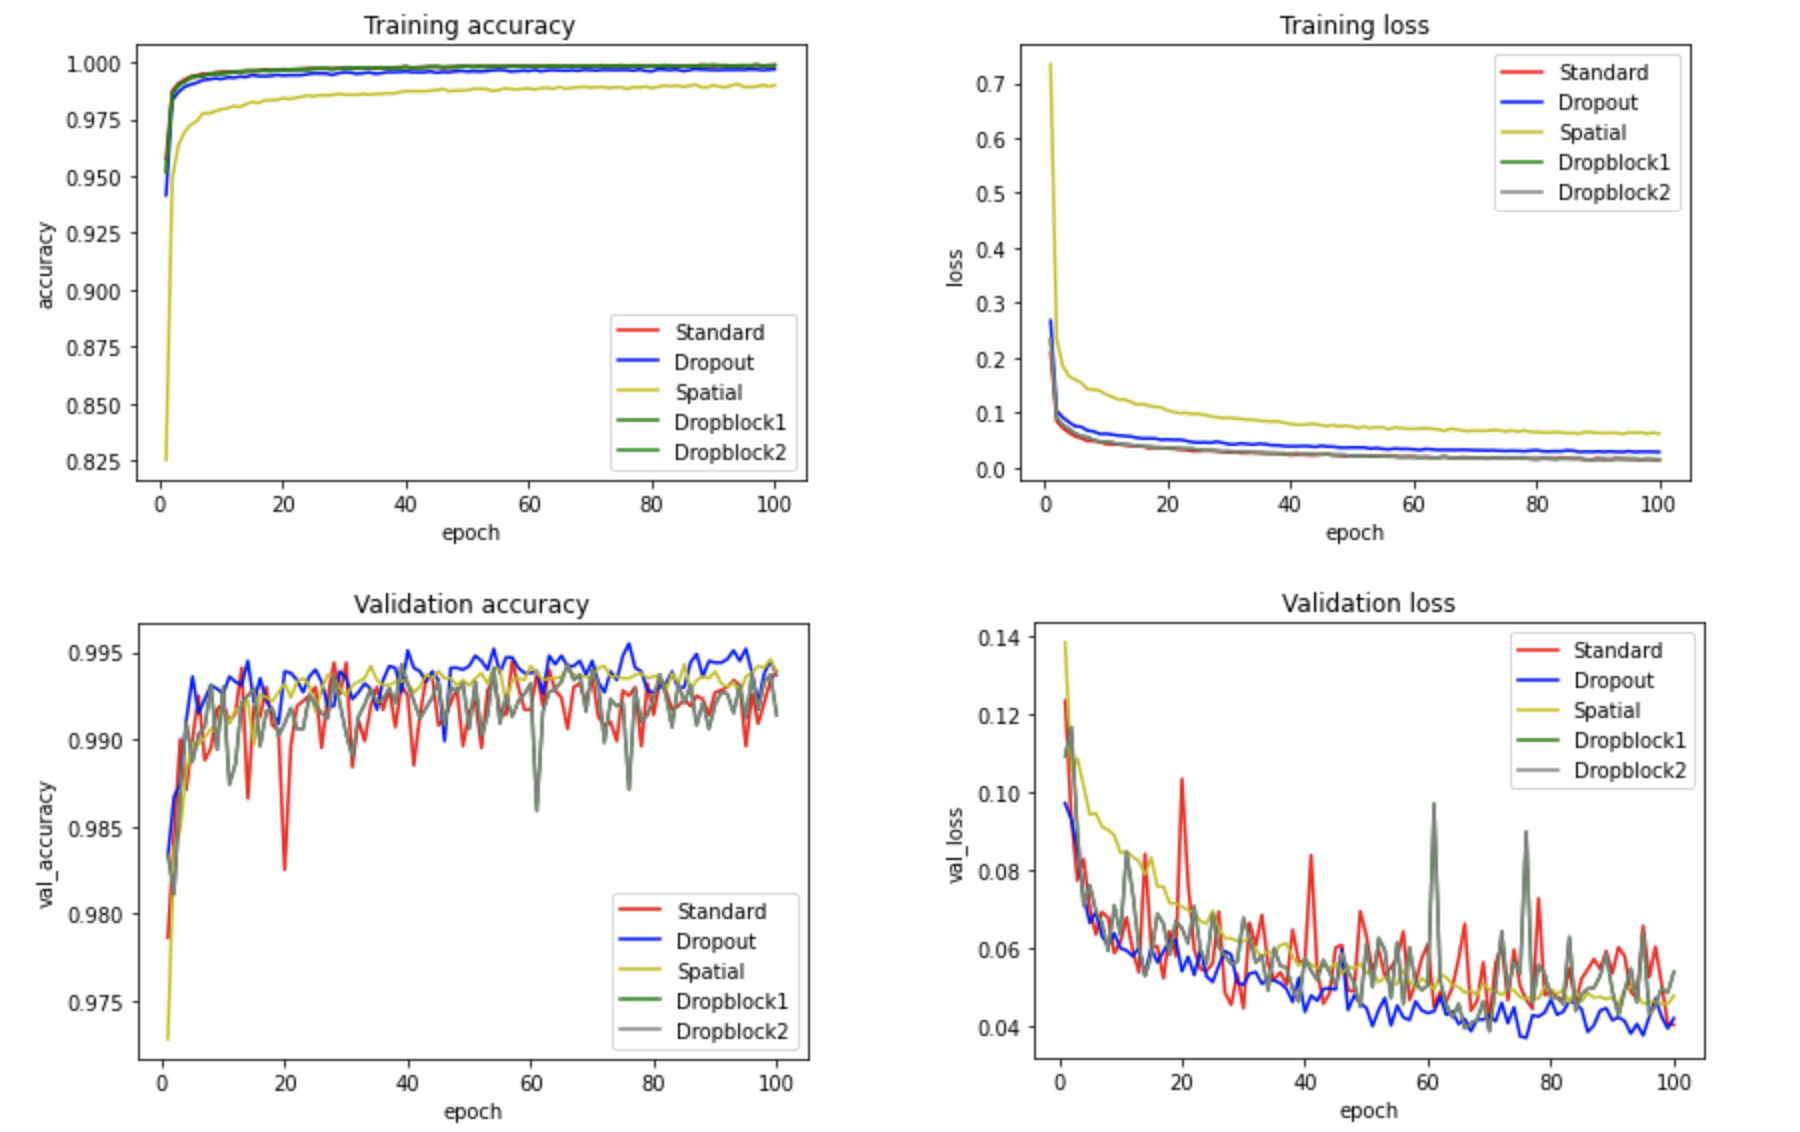 Training accuracy
1.000
0.975
0.950
0.925
0.900
0.875
0.850
0.825
accuracy
Standard
Dropout
Spatial
Dropblock1
Dropblock2
0 20 40 60 80 100
epoch
Training loss
0.7
0.6
0.5
0.4
0.3
0.2
0.1
0.0
loss
Standard
Dropout
Spatial
Dropblock1
Dropblock2
0 20 40 60 80 100
epoch
Validation accuracy
0.995
0.990
0.985
0.980
0.975
val_accuracy
Standard
Dropout
Spatial
Dropblock1
Dropblock2
0 20 40 60 80 100
epoch
Validation loss
0.14
0.12
0.10
0.08
0.06
0.04
val_loss
Standard
Dropout
Spatial
Dropblock1
Dropblock2
0 20 40 60 80 100
epoch